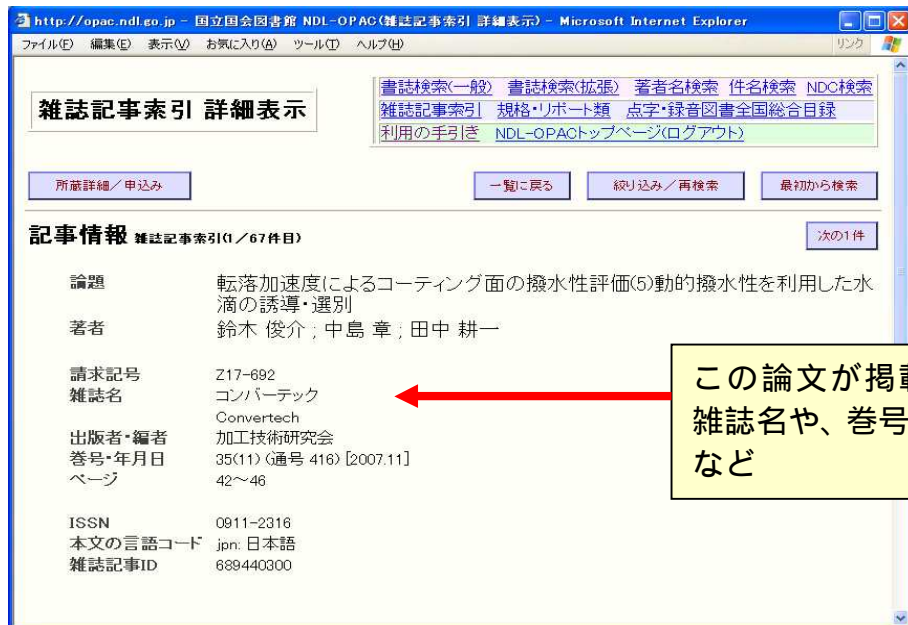 http://opac.ndl.go.jp - 国立国会図書館 NDL-OPAC(雑誌記事索引 詳細表示) - Microsoft Internet Explorer
ファイル(F) 編集(E) 表示(V) お気に入り(A) ツール(T) ヘルプ(H) リンク
雑誌記事索引 詳細表示
書誌検索(一般) 書誌検索(拡張) 著者名検索 件名検索 NDC検索
雑誌記事索引 規格・リポート類 点字・録音図書全国総合目録
利用の手引き NDL-OPACトップページ(ログアウト)
所蔵詳細/申込み 一覧に戻る 絞り込み/再検索 最初から検索
記事情報 雑誌記事索引(1/67件目) 次の1件
論題 転落加速度によるコーティング面の撥水性評価(5)動的撥水性を利用した水
滴の誘導・選別
著者 鈴木 俊介 ; 中島 章 ; 田中 耕一
請求記号 Z17-692
雑誌名 コンバーテック
Convertech
出版者・編者 加工技術研究会
巻号・年月日 35(11) (通号 416) [2007.11]
ページ 42~46
ISSN 0911-2316
本文の言語コード jpn: 日本語
雑誌記事ID 689440300
この論文が掲載
雑誌名や、巻号
など